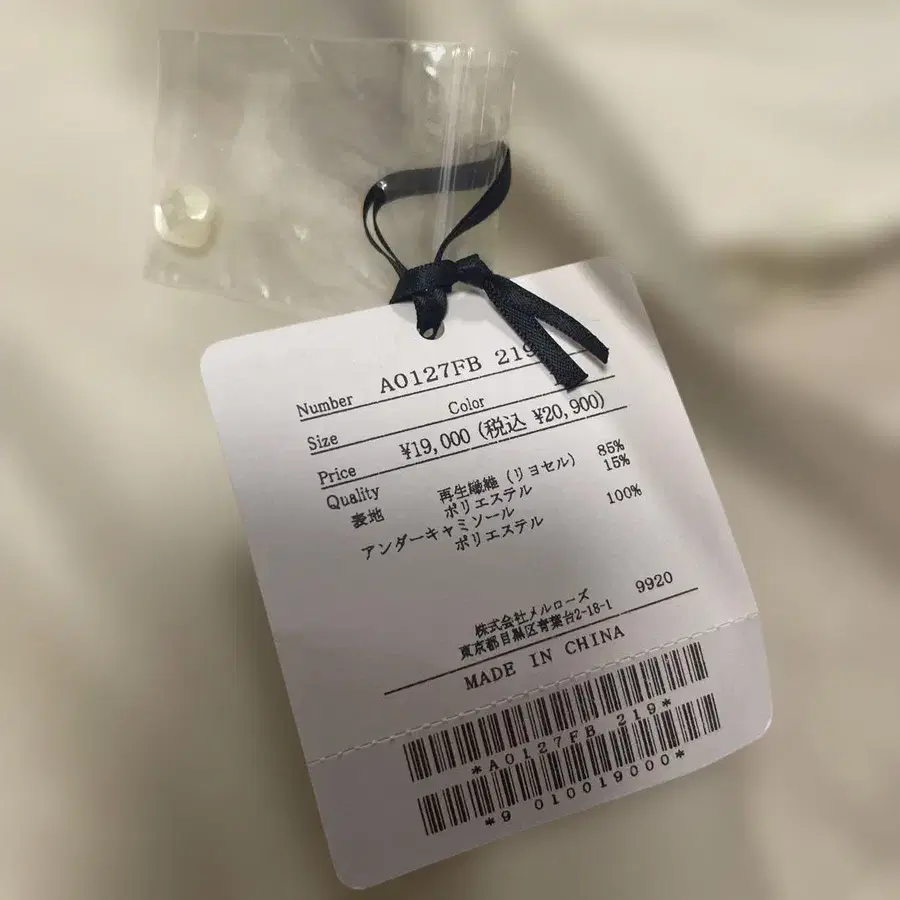 Number A0127FB 219
Size Color
Price ¥19,000 (税込 ¥20,900)
Quality
表地 再生繊維 (リヨセル) 85%
ポリエステル 15%
アンダーキャミソール
ポリエステル 100%
株式会社メルローズ 9920
東京都目黒区青葉台2-18-1
MADE IN CHINA
*A0127FB 219*
*9 010019000*